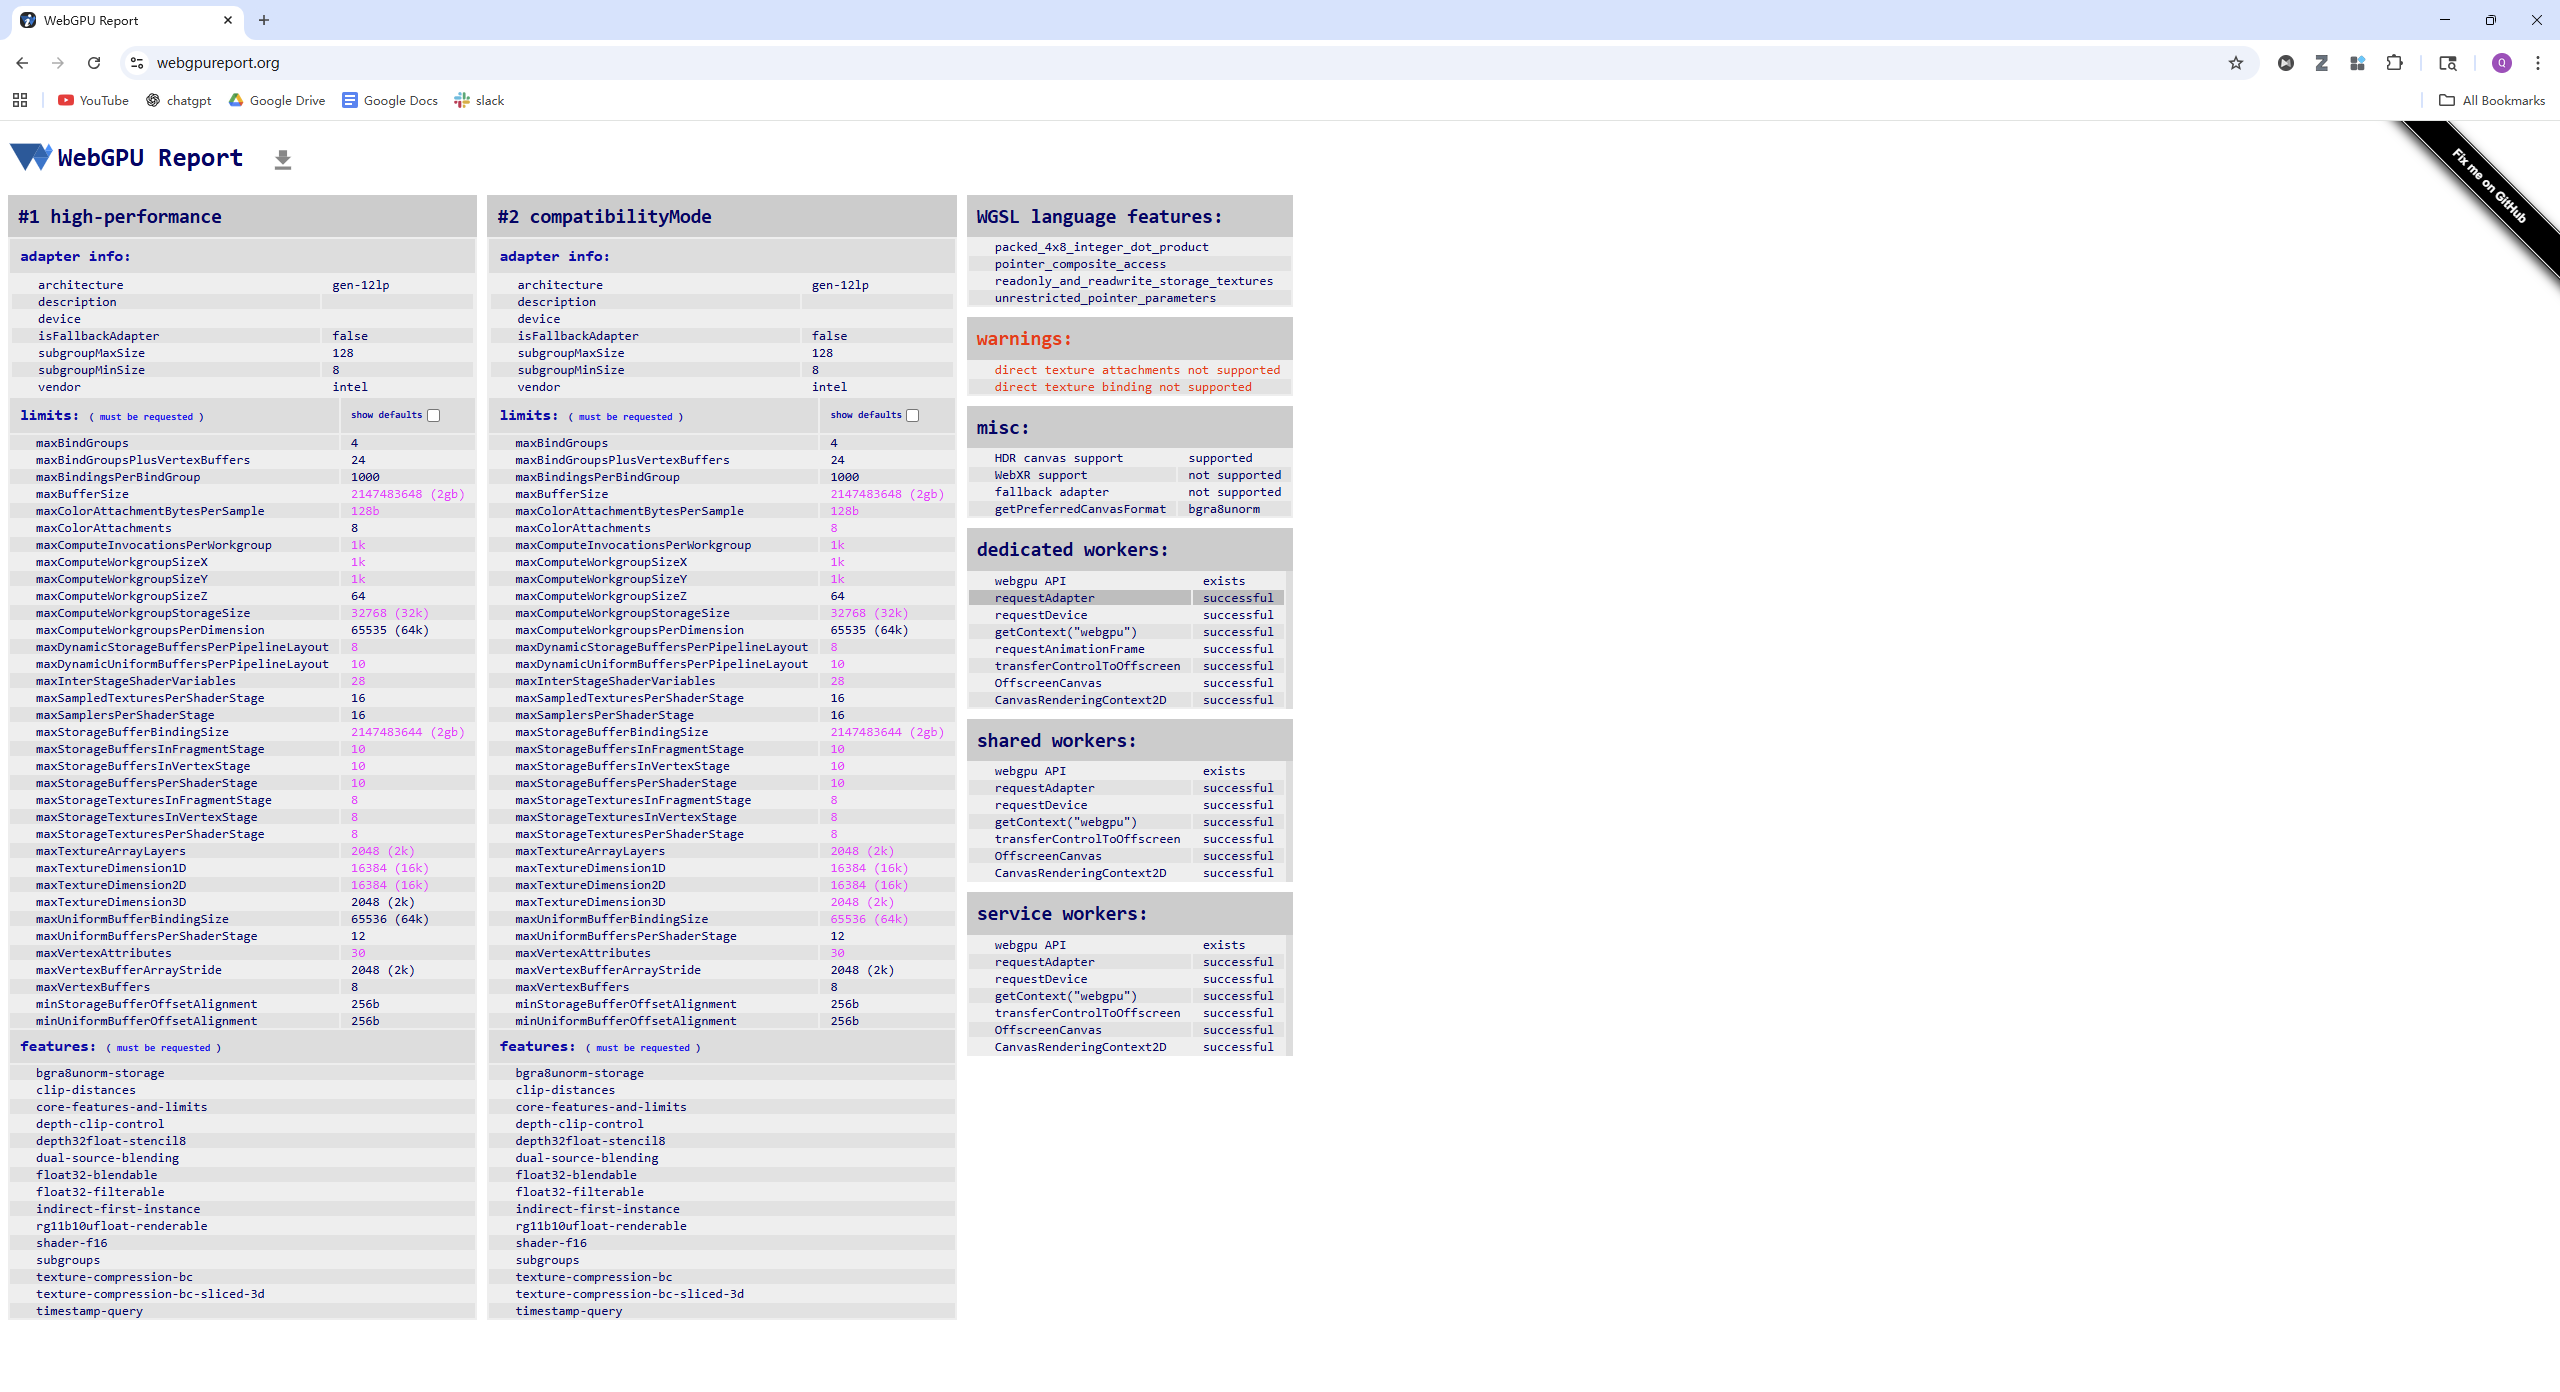 WebGPU Report
webgpureport.org
YouTube
chatgpt
Google Drive
Google Docs
slack
All Bookmarks
Q
WebGPU Report
Fix me on GitHub
#1 high-performance
adapter info:
architecture gen-12lp
description
device
isFallbackAdapter false
subgroupMaxSize 128
subgroupMinSize 8
vendor intel
limits: ( must be requested ) show defaults
maxBindGroups 4
maxBindGroupsPlusVertexBuffers 24
maxBindingsPerBindGroup 1000
maxBufferSize 2147483648 (2gb)
maxColorAttachmentBytesPerSample 128b
maxColorAttachments 8
maxComputeInvocationsPerWorkgroup 1k
maxComputeWorkgroupSizeX 1k
maxComputeWorkgroupSizeY 1k
maxComputeWorkgroupSizeZ 64
maxComputeWorkgroupStorageSize 32768 (32k)
maxComputeWorkgroupsPerDimension 65535 (64k)
maxDynamicStorageBuffersPerPipelineLayout 8
maxDynamicUniformBuffersPerPipelineLayout 10
maxInterStageShaderVariables 28
maxSampledTexturesPerShaderStage 16
maxSamplersPerShaderStage 16
maxStorageBufferBindingSize 2147483644 (2gb)
maxStorageBuffersInFragmentStage 10
maxStorageBuffersInVertexStage 10
maxStorageBuffersPerShaderStage 10
maxStorageTexturesInFragmentStage 8
maxStorageTexturesInVertexStage 8
maxStorageTexturesPerShaderStage 8
maxTextureArrayLayers 2048 (2k)
maxTextureDimension1D 16384 (16k)
maxTextureDimension2D 16384 (16k)
maxTextureDimension3D 2048 (2k)
maxUniformBufferBindingSize 65536 (64k)
maxUniformBuffersPerShaderStage 12
maxVertexAttributes 30
maxVertexBufferArrayStride 2048 (2k)
maxVertexBuffers 8
minStorageBufferOffsetAlignment 256b
minUniformBufferOffsetAlignment 256b
features: ( must be requested )
bgra8unorm-storage
clip-distances
core-features-and-limits
depth-clip-control
depth32float-stencil8
dual-source-blending
float32-blendable
float32-filterable
indirect-first-instance
rg11b10ufloat-renderable
shader-f16
subgroups
texture-compression-bc
texture-compression-bc-sliced-3d
timestamp-query
#2 compatibilityMode
adapter info:
architecture gen-12lp
description
device
isFallbackAdapter false
subgroupMaxSize 128
subgroupMinSize 8
vendor intel
limits: ( must be requested ) show defaults
maxBindGroups 4
maxBindGroupsPlusVertexBuffers 24
maxBindingsPerBindGroup 1000
maxBufferSize 2147483648 (2gb)
maxColorAttachmentBytesPerSample 128b
maxColorAttachments 8
maxComputeInvocationsPerWorkgroup 1k
maxComputeWorkgroupSizeX 1k
maxComputeWorkgroupSizeY 1k
maxComputeWorkgroupSizeZ 64
maxComputeWorkgroupStorageSize 32768 (32k)
maxComputeWorkgroupsPerDimension 65535 (64k)
maxDynamicStorageBuffersPerPipelineLayout 8
maxDynamicUniformBuffersPerPipelineLayout 10
maxInterStageShaderVariables 28
maxSampledTexturesPerShaderStage 16
maxSamplersPerShaderStage 16
maxStorageBufferBindingSize 2147483644 (2gb)
maxStorageBuffersInFragmentStage 10
maxStorageBuffersInVertexStage 10
maxStorageBuffersPerShaderStage 10
maxStorageTexturesInFragmentStage 8
maxStorageTexturesInVertexStage 8
maxStorageTexturesPerShaderStage 8
maxTextureArrayLayers 2048 (2k)
maxTextureDimension1D 16384 (16k)
maxTextureDimension2D 16384 (16k)
maxTextureDimension3D 2048 (2k)
maxUniformBufferBindingSize 65536 (64k)
maxUniformBuffersPerShaderStage 12
maxVertexAttributes 30
maxVertexBufferArrayStride 2048 (2k)
maxVertexBuffers 8
minStorageBufferOffsetAlignment 256b
minUniformBufferOffsetAlignment 256b
features: ( must be requested )
bgra8unorm-storage
clip-distances
core-features-and-limits
depth-clip-control
depth32float-stencil8
dual-source-blending
float32-blendable
float32-filterable
indirect-first-instance
rg11b10ufloat-renderable
shader-f16
subgroups
texture-compression-bc
texture-compression-bc-sliced-3d
timestamp-query
WGSL language features:
packed_4x8_integer_dot_product
pointer_composite_access
readonly_and_readwrite_storage_textures
unrestricted_pointer_parameters
warnings:
direct texture attachments not supported
direct texture binding not supported
misc:
HDR canvas support supported
WebXR support not supported
fallback adapter not supported
getPreferredCanvasFormat bgra8unorm
dedicated workers:
webgpu API exists
requestAdapter successful
requestDevice successful
getContext("webgpu") successful
requestAnimationFrame successful
transferControlToOffscreen successful
OffscreenCanvas successful
CanvasRenderingContext2D successful
shared workers:
webgpu API exists
requestAdapter successful
requestDevice successful
getContext("webgpu") successful
transferControlToOffscreen successful
OffscreenCanvas successful
CanvasRenderingContext2D successful
service workers:
webgpu API exists
requestAdapter successful
requestDevice successful
getContext("webgpu") successful
transferControlToOffscreen successful
OffscreenCanvas successful
CanvasRenderingContext2D successful